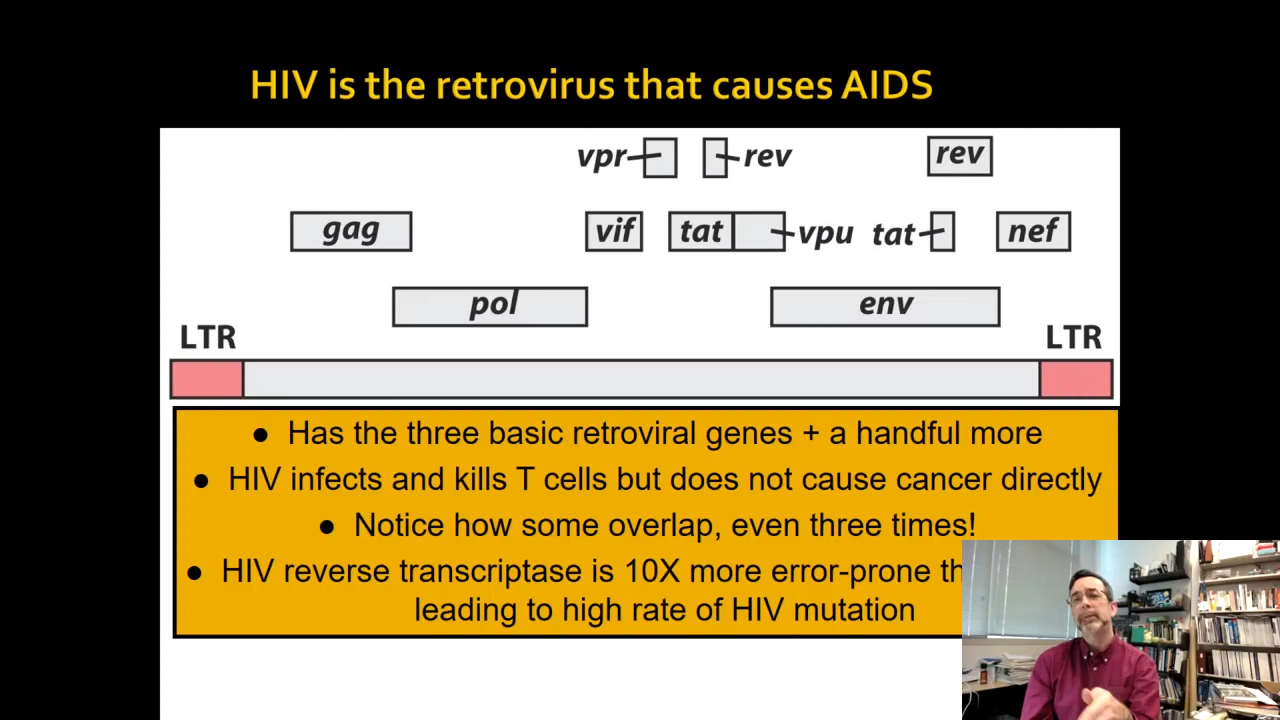 HIV is the retrovirus that causes AIDS
vpr rev rev
gag vif tat vpu tat nef
pol env
LTR LTR
● Has the three basic retroviral genes + a handful more
● HIV infects and kills T cells but does not cause cancer directly
● Notice how some overlap, even three times!
● HIV reverse transcriptase is 10X more error-prone
leading to high rate of HIV mutation